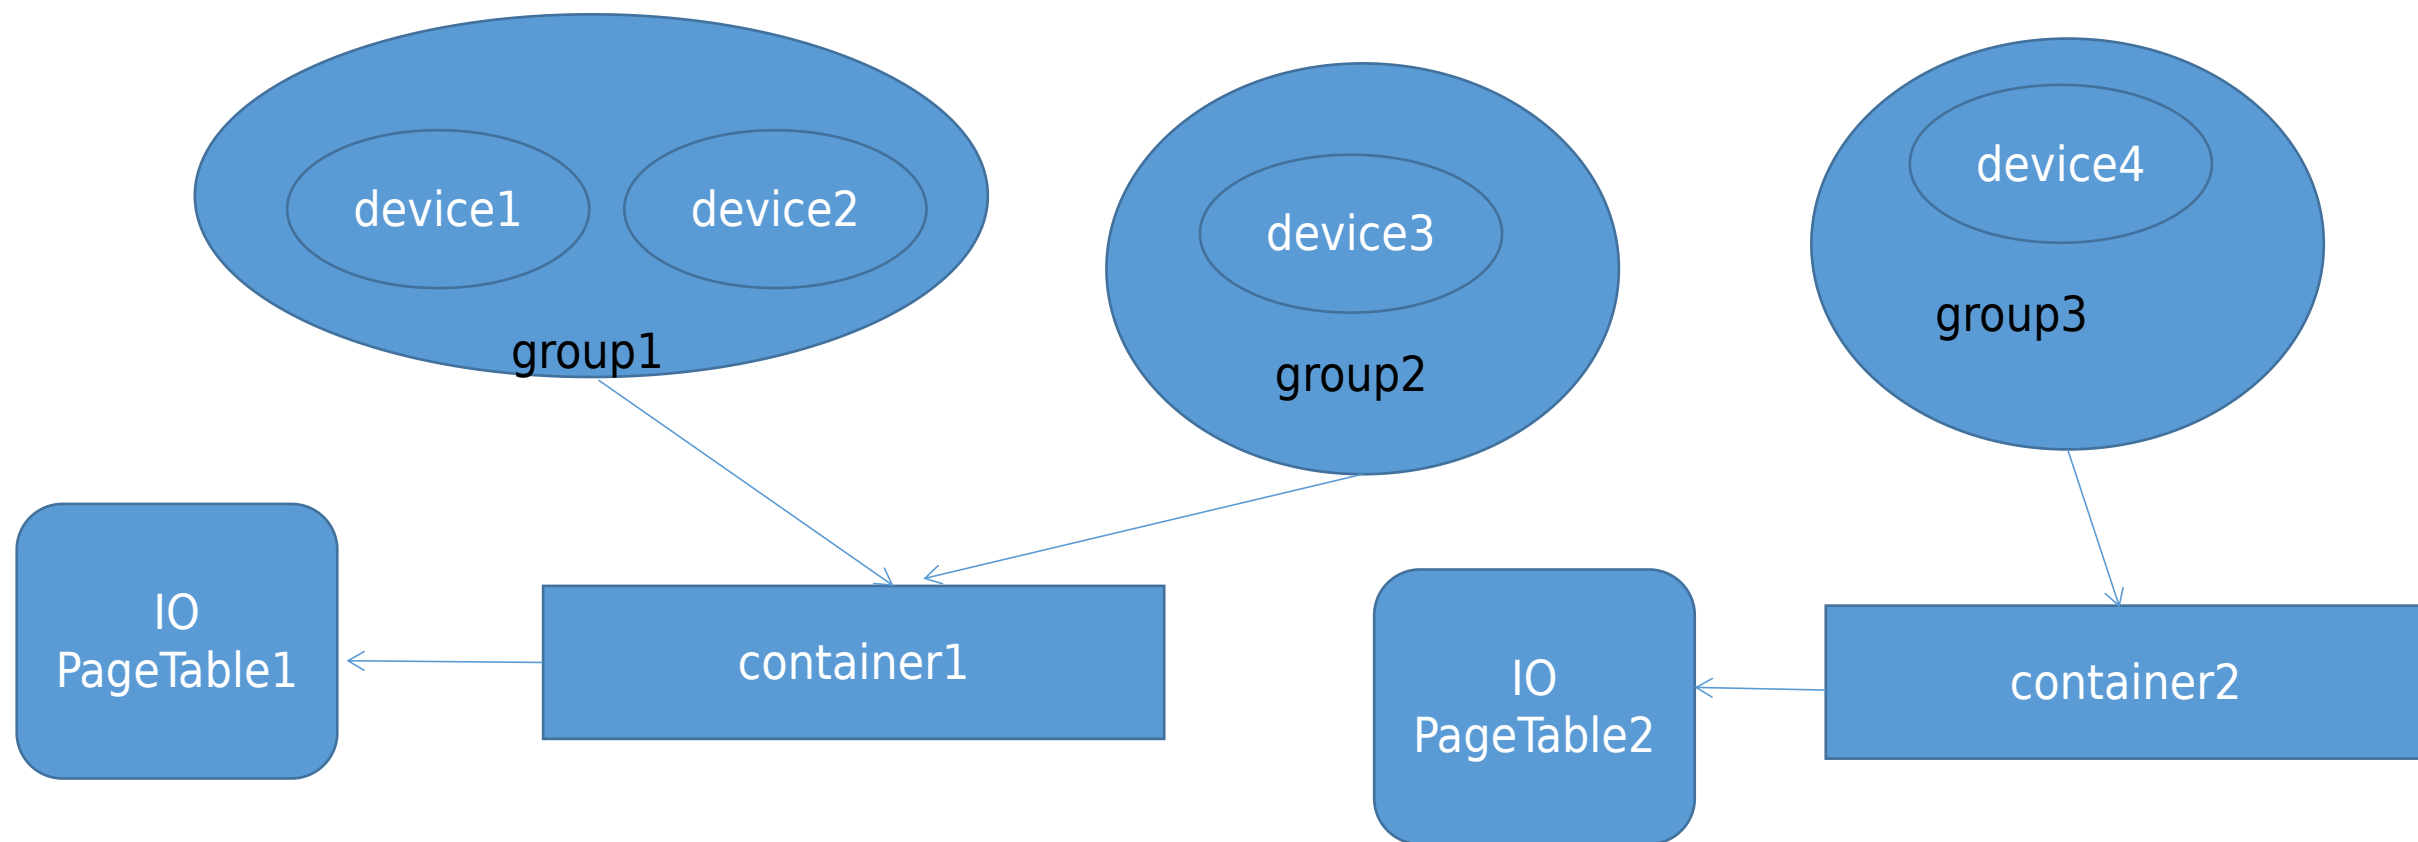 device1
device2
group1
device3
group2
device4
group3
IO
PageTable1
container1
IO
PageTable2
container2